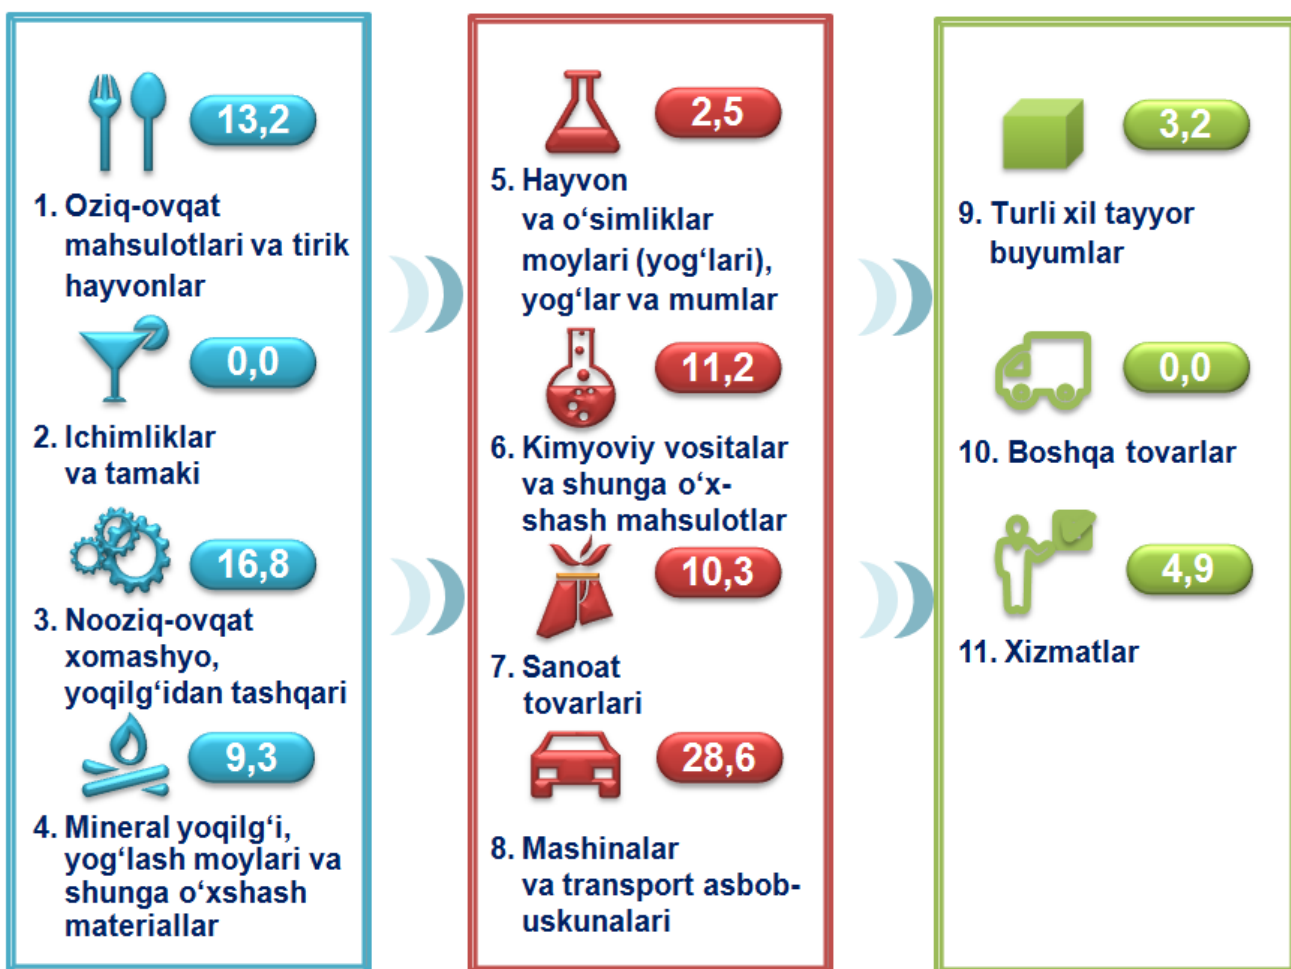 13,2
1. Oziq-ovqat
mahsulotlari va tirik
hayvonlar
0,0
2. Ichimliklar
va tamaki
16,8
3. Nooziq-ovqat
xomashyo,
yoqilg‘idan tashqari
9,3
4. Mineral yoqilg‘i,
yog‘lash moylari va
shunga o‘xshash
materiallar
2,5
5. Hayvon
va o‘simliklar
moylari (yog‘lari),
yog‘lar va mumlar
11,2
6. Kimyoviy vositalar
va shunga o‘x-
shash mahsulotlar
10,3
7. Sanoat
tovarlari
28,6
8. Mashinalar
va transport asbob-
uskunalari
3,2
9. Turli xil tayyor
buyumlar
0,0
10. Boshqa tovarlar
4,9
11. Xizmatlar